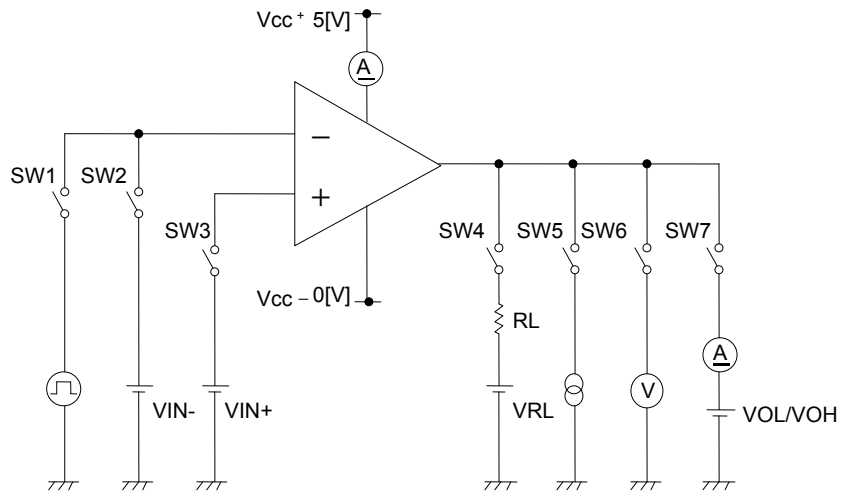 Vcc+ 5[V]
A
−
+
SW1
SW2
SW3
SW4
SW5
SW6
SW7
Vcc − 0[V]
RL
A
VIN-
VIN+
VRL
V
VOL/VOH